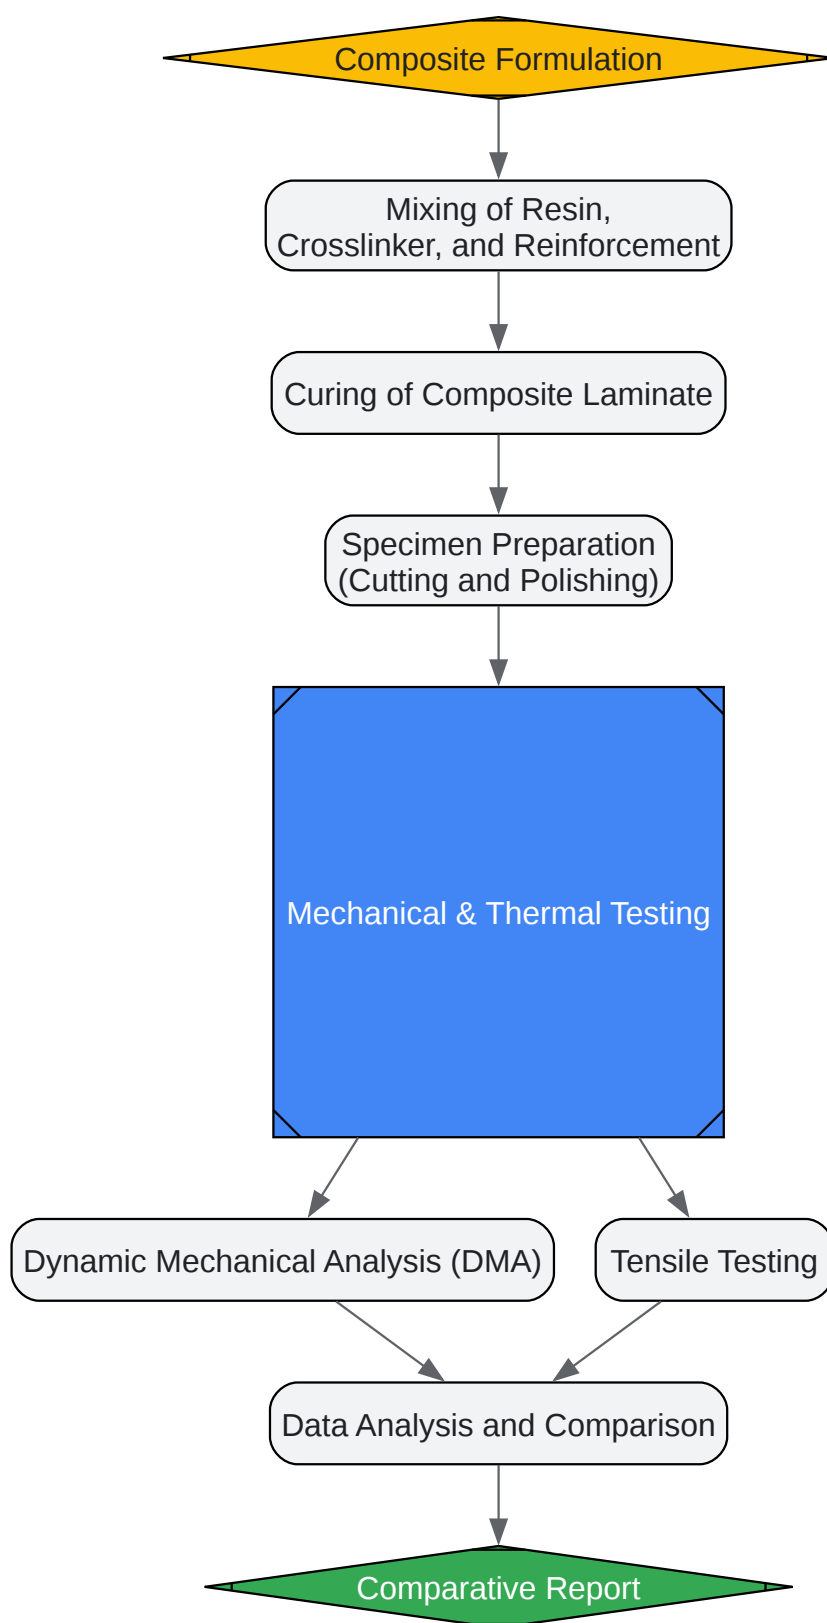 Composite Formulation
Mixing of Resin,
Crosslinker, and Reinforcement
Curing of Composite Laminate
Specimen Preparation
(Cutting and Polishing)
Mechanical & Thermal Testing
Dynamic Mechanical Analysis (DMA)
Tensile Testing
Data Analysis and Comparison
Comparative Report